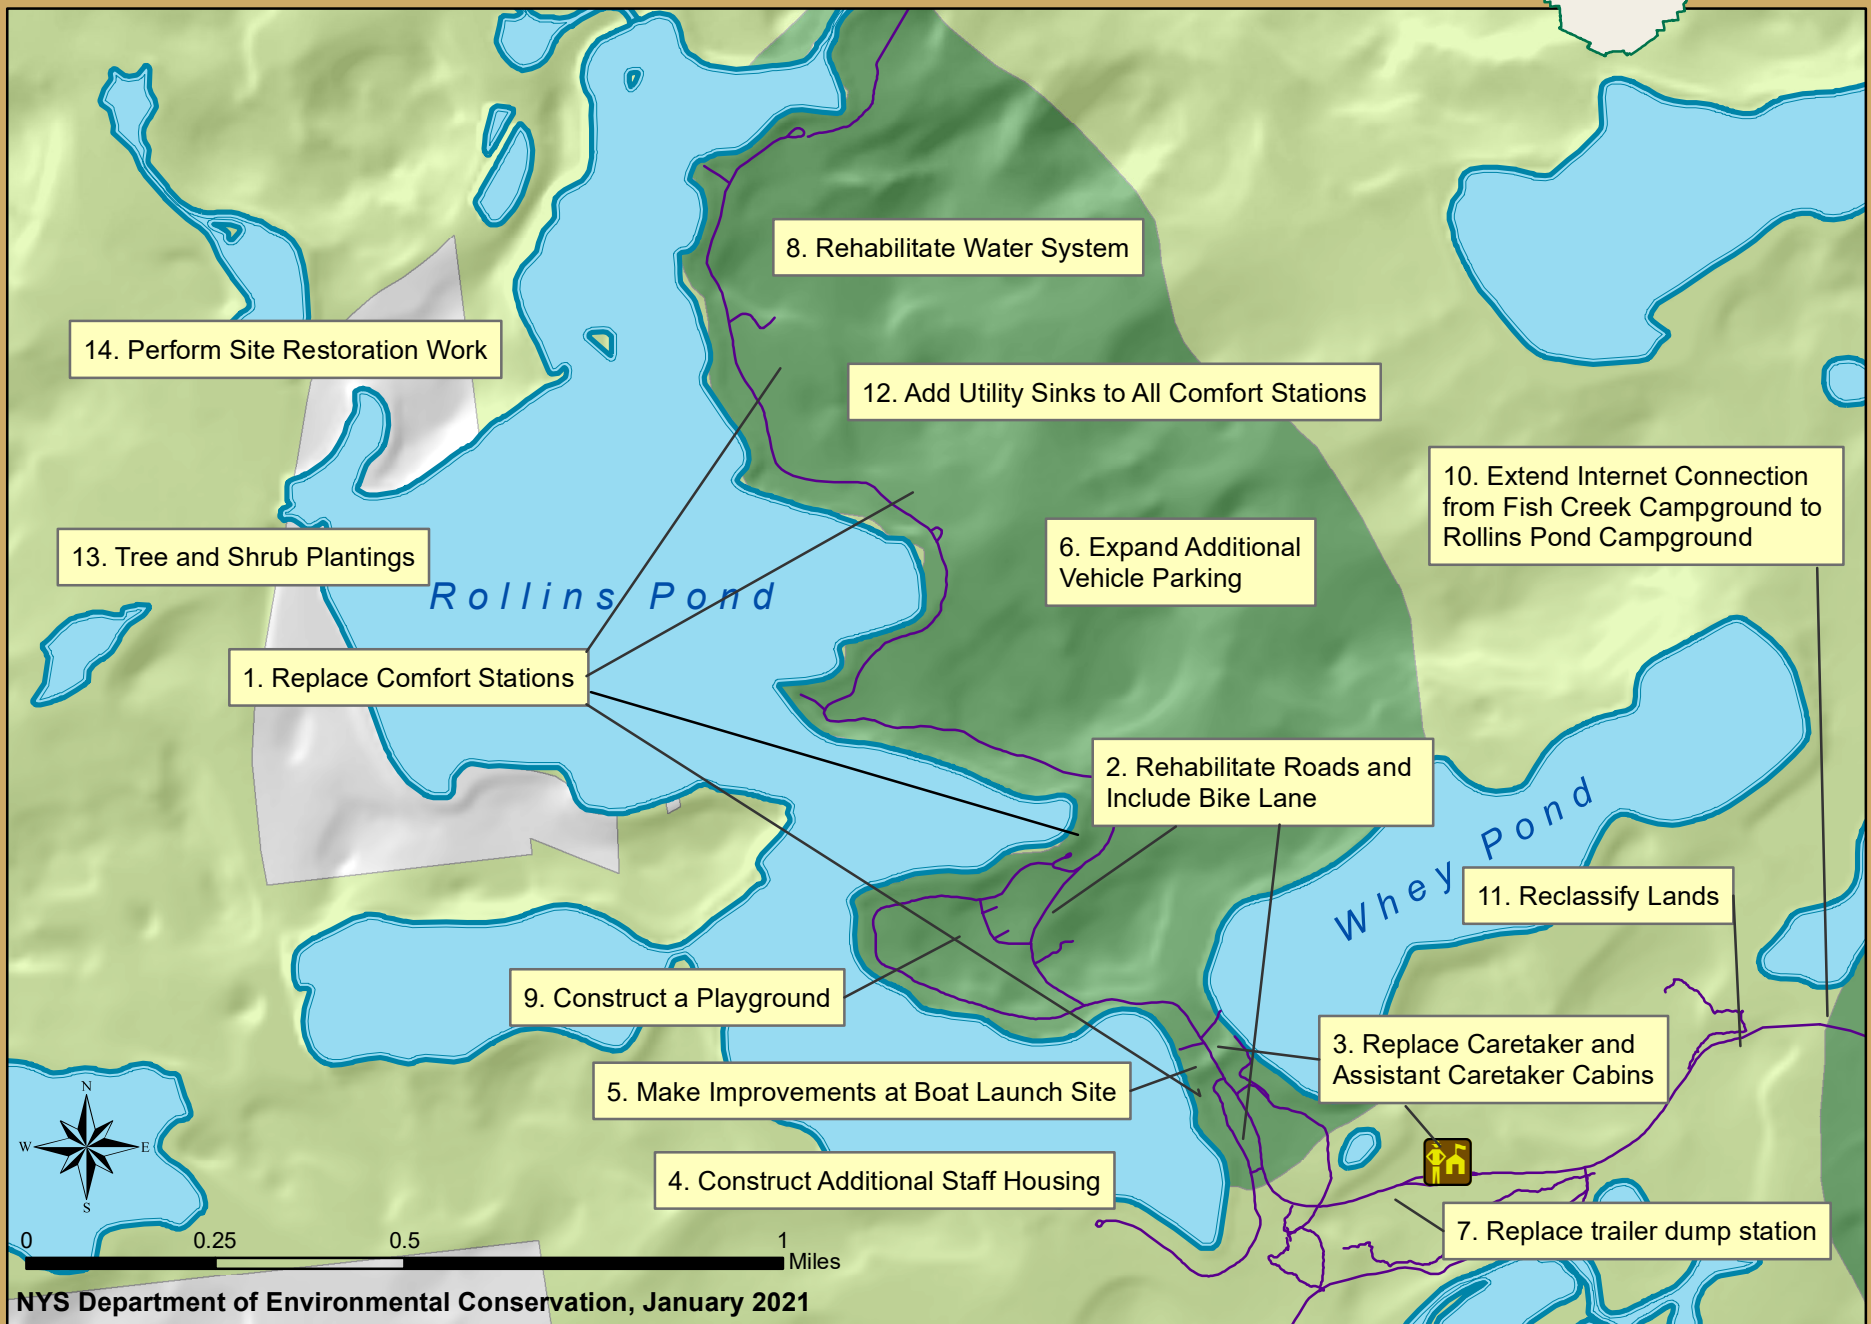 8. Rehabilitate Water System
14. Perform Site Restoration Work
12. Add Utility Sinks to All Comfort Stations
10. Extend Internet Connection
from Fish Creek Campground to
Rollins Pond Campground
13. Tree and Shrub Plantings
6. Expand Additional
Vehicle Parking
Rollins Pond
1. Replace Comfort Stations
2. Rehabilitate Roads and
Include Bike Lane
Whey Pond
11. Reclassify Lands
9. Construct a Playground
3. Replace Caretaker and
Assistant Caretaker Cabins
5. Make Improvements at Boat Launch Site
N
W
E
S
4. Construct Additional Staff Housing
7. Replace trailer dump station
0 0.25 0.5 1
Miles
NYS Department of Environmental Conservation, January 2021